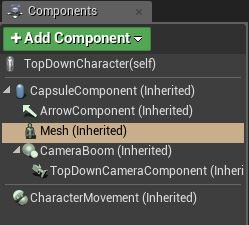 Components
+ Add Component
TopDownCharacter(self)
CapsuleComponent (Inherited)
ArrowComponent (Inherited)
Mesh (Inherited)
CameraBoom (Inherited)
TopDownCameraComponent (Inheri
CharacterMovement (Inherited)